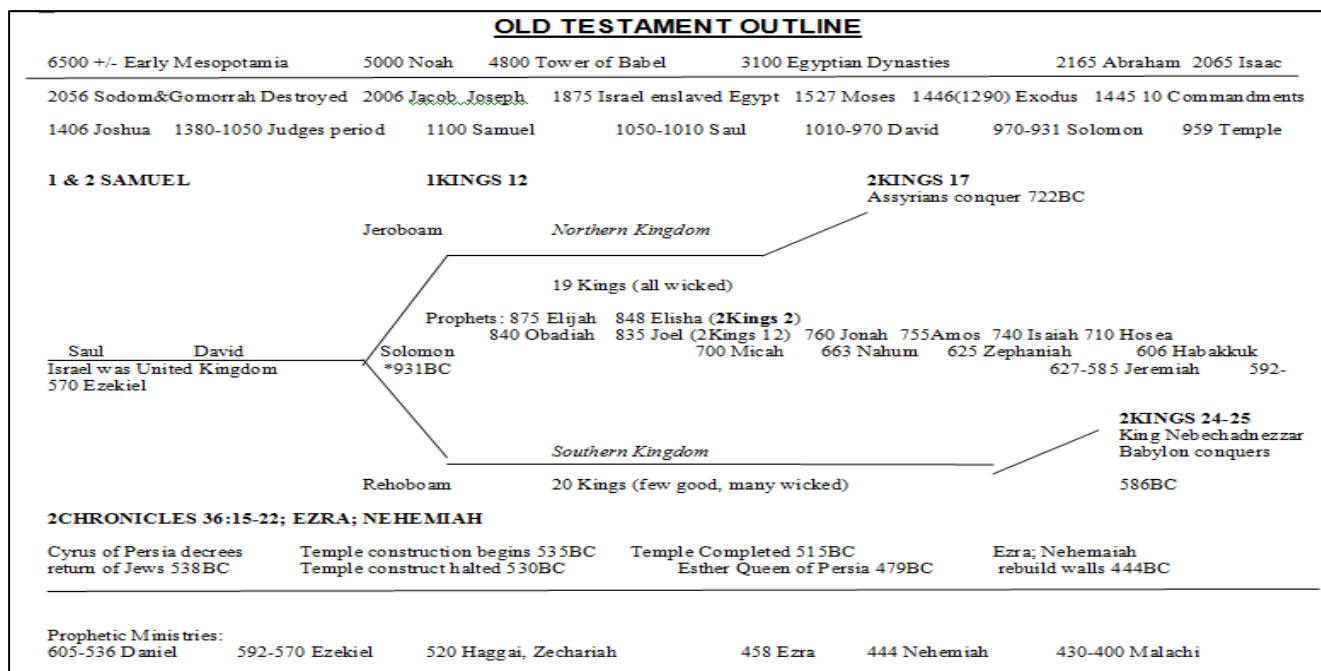 OLD TESTAMENT OUTLINE
6500 +/- Early Mesopotamia 5000 Noah 4800 Tower of Babel 3100 Egyptian Dynasties 2165 Abraham 2065 Isaac
2056 Sodom&Gomorrah Destroyed 2006 Jacob Joseph 1875 Israel enslaved Egypt 1527 Moses 1446(1290) Exodus 1445 10 Commandments
1406 Joshua 1380-1050 Judges period 1100 Samuel 1050-1010 Saul 1010-970 David 970-931 Solomon 959 Temple
1 & 2 SAMUEL 1KINGS 12 2KINGS 17
Assyrians conquer 722BC
Jeroboam Northern Kingdom
19 Kings (all wicked)
Prophets: 875 Elijah 848 Elisha (2Kings 2)
840 Obadiah 835 Joel (2Kings 12) 760 Jonah 755Amos 740 Isaiah 710 Hosea
Saul David Solomon 700 Micah 663 Nahum 625 Zephaniah 606 Habakkuk
Israel was United Kingdom *931BC 627-585 Jeremiah 592-
570 Ezekiel
2KINGS 24-25
King Nebechadnezzar
Southern Kingdom Babylon conquers
Rehoboam 20 Kings (few good, many wicked) 586BC
2CHRONICLES 36:15-22; EZRA; NEHEMIAH
Cyrus of Persia decrees Temple construction begins 535BC Temple Completed 515BC Ezra; Nehemaiah
return of Jews 538BC Temple construct halted 530BC Esther Queen of Persia 479BC rebuild walls 444BC
Prophetic Ministries:
605-536 Daniel 592-570 Ezekiel 520 Haggai, Zechariah 458 Ezra 444 Nehemiah 430-400 Malachi